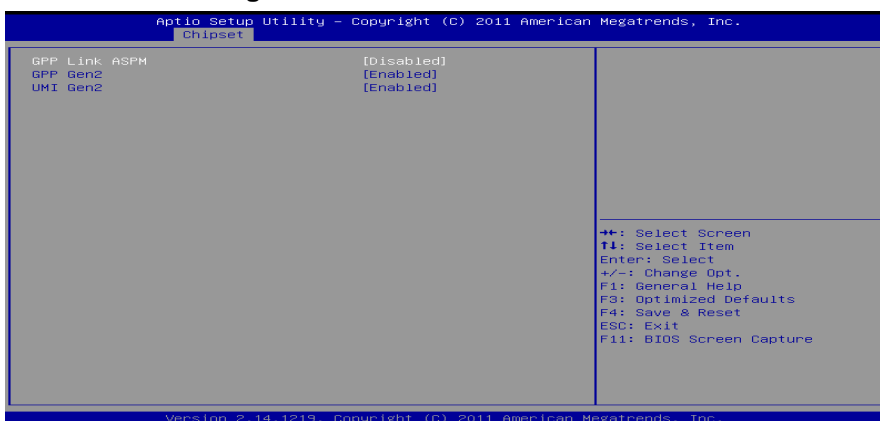 Aptio Setup Utility – Copyright (C) 2011 American Megatrends, Inc.
Chipset
GPP Link ASPM [Disabled]
GPP Gen2 [Enabled]
UMI Gen2 [Enabled]
→←: Select Screen
↑↓: Select Item
Enter: Select
+/-: Change Opt.
F1: General Help
F3: Optimized Defaults
F4: Save & Reset
ESC: Exit
F11: BIOS Screen Capture
Version 2.14.1219. Copyright (C) 2011 American Megatrends, Inc.